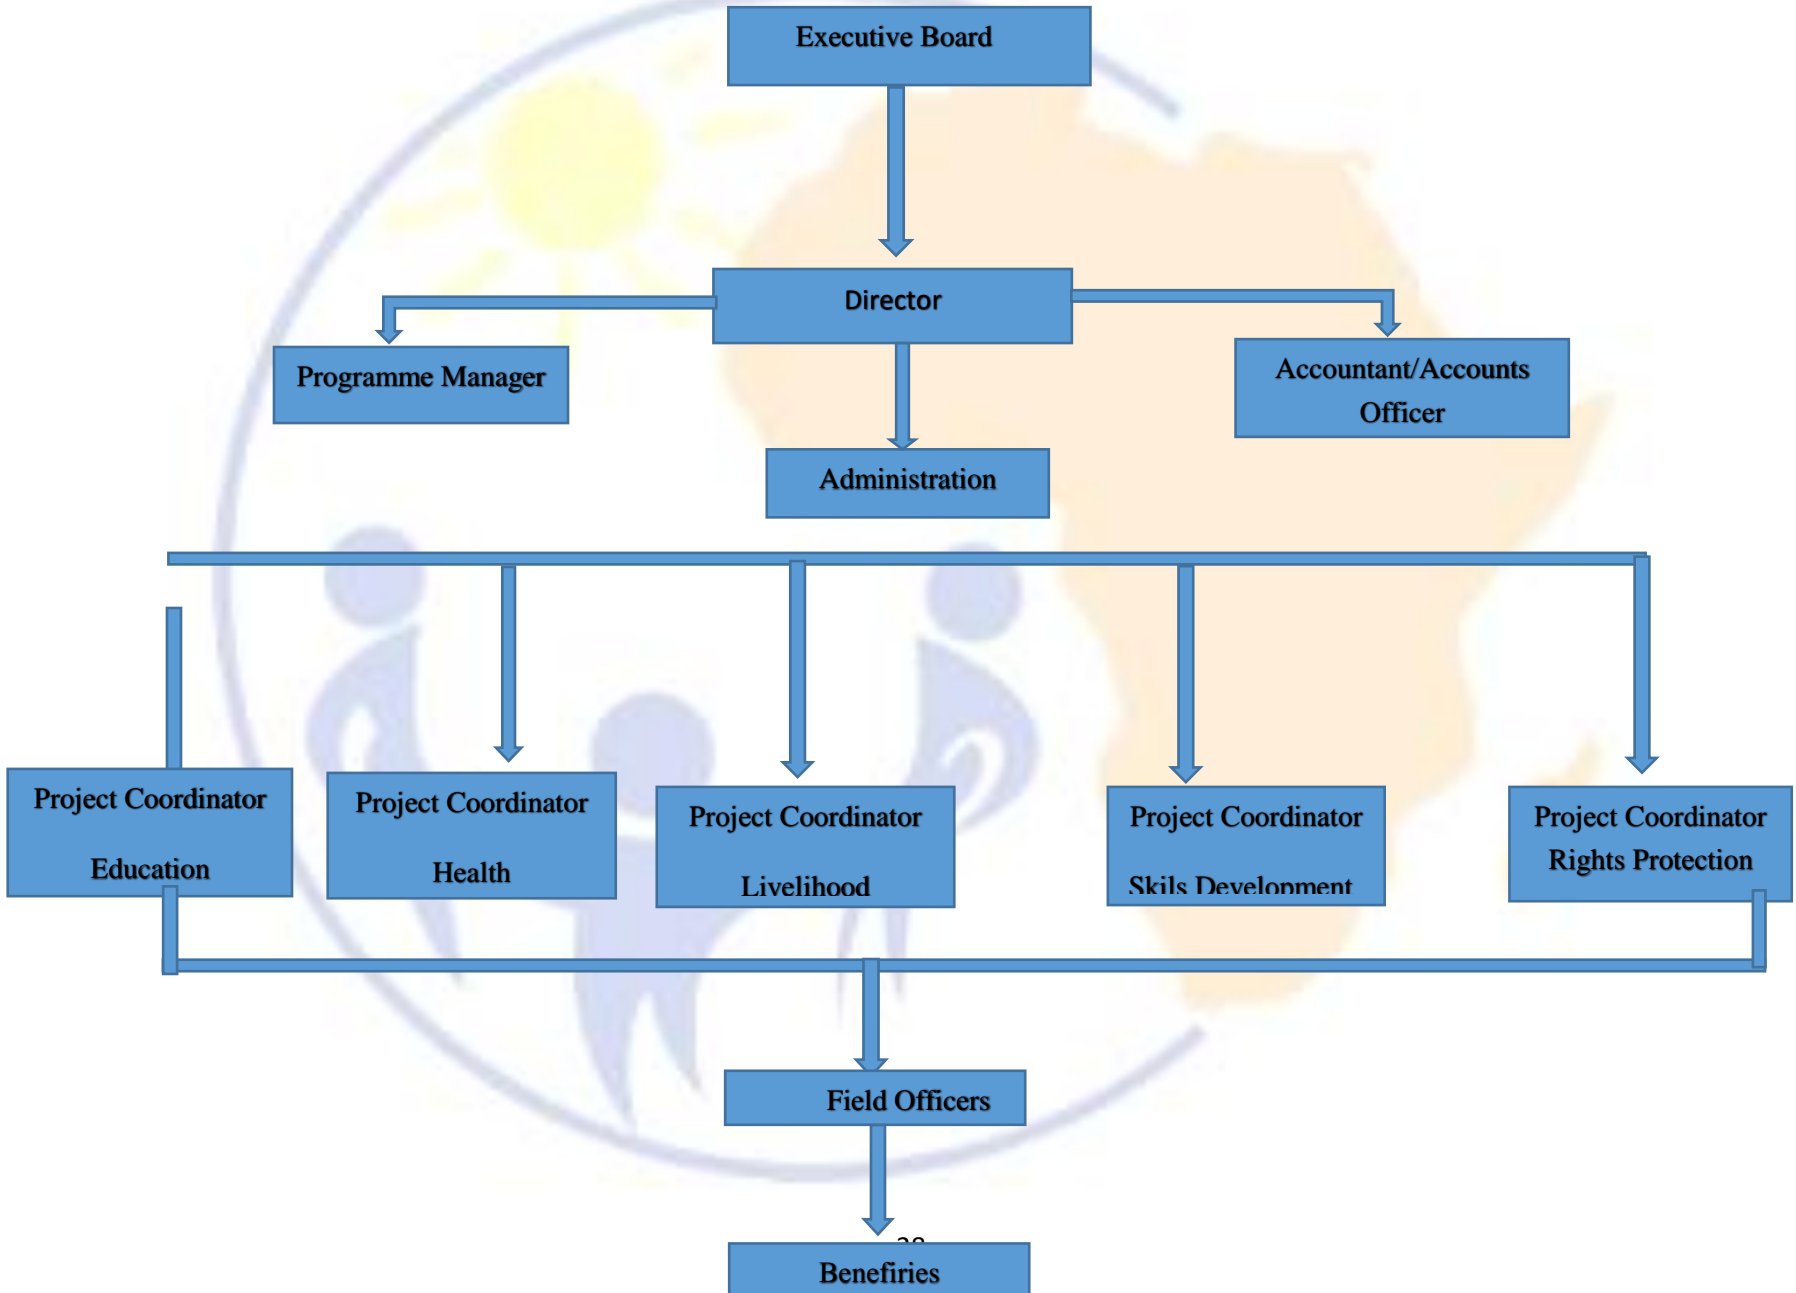 Executive Board
Director
Programme Manager
Accountant/Accounts
Officer
Administration
Project Coordinator
Education
Project Coordinator
Health
Project Coordinator
Livelihood
Project Coordinator
Skils Development
Project Coordinator
Rights Protection
Field Officers
Benefiries